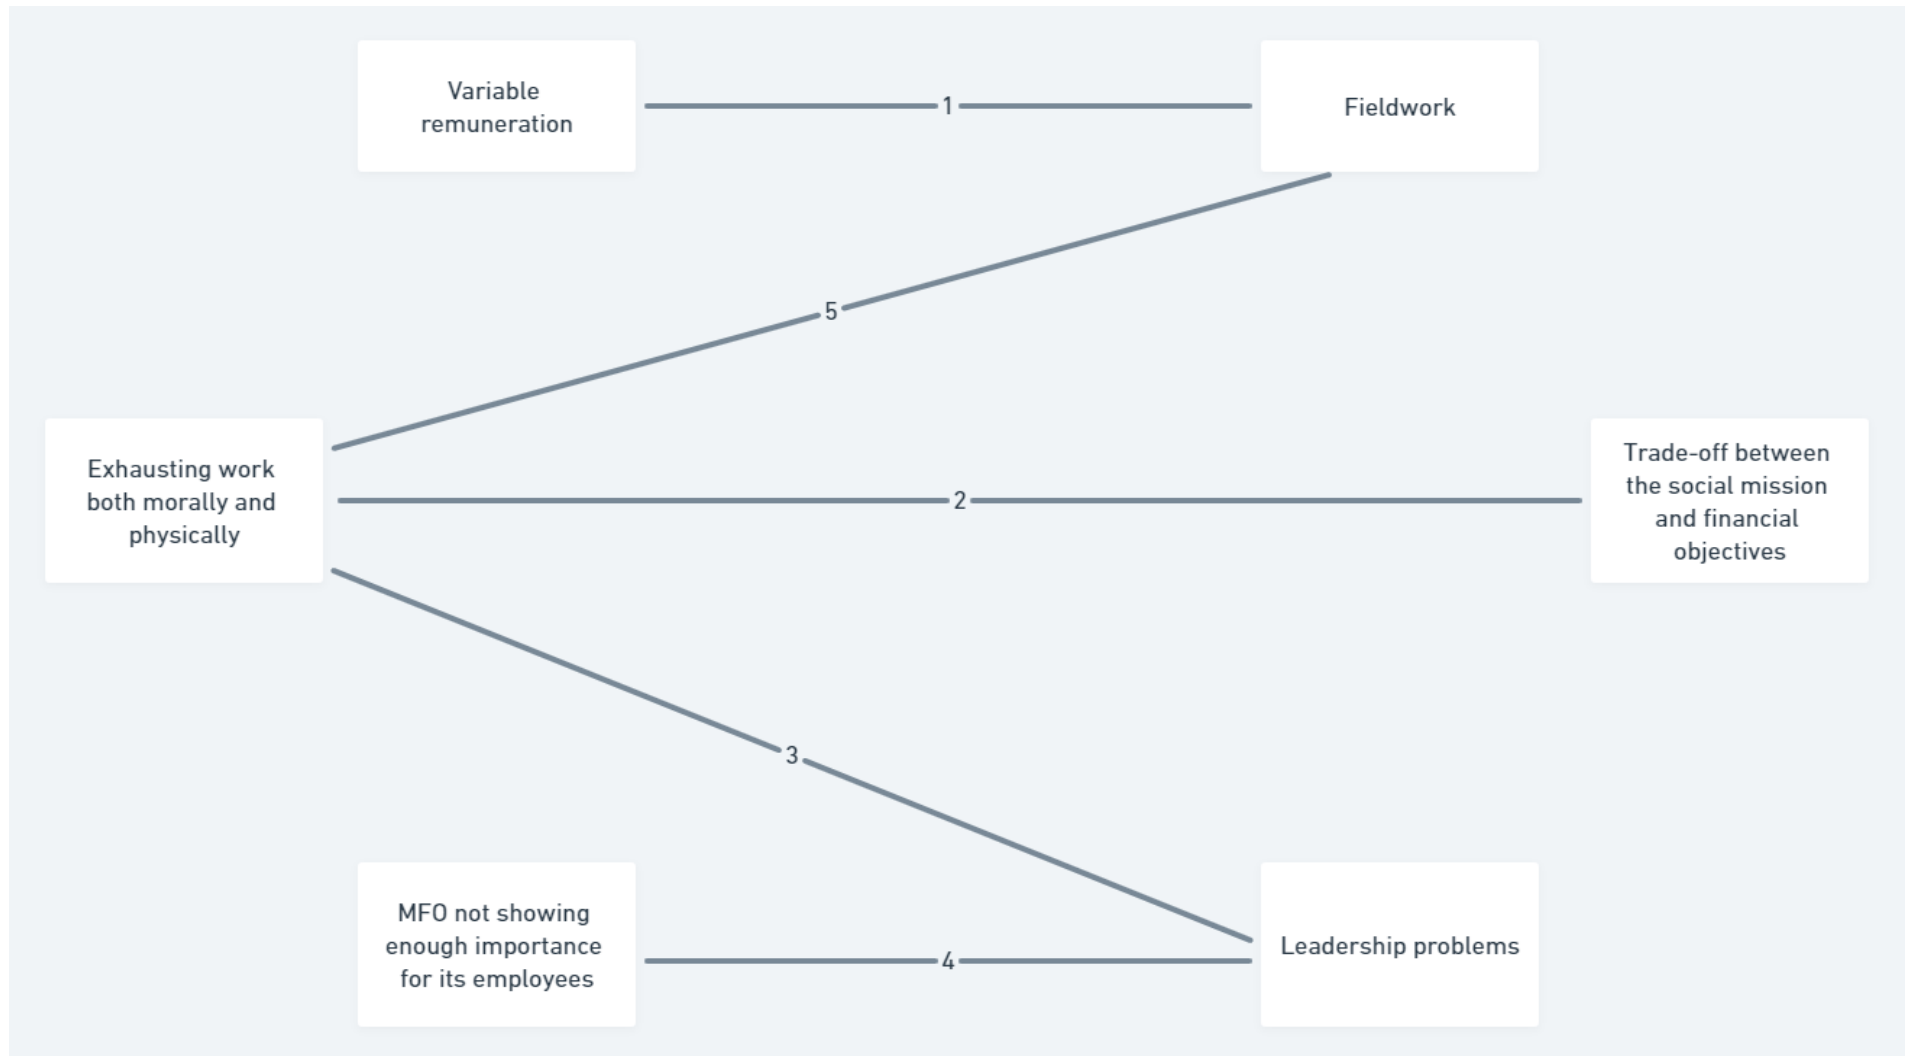 Variable
remuneration
1
Fieldwork
5
Exhausting work
both morally and
physically
2
Trade-off between
the social mission
and financial
objectives
3
MFO not showing
enough importance
for its employees
4
Leadership problems